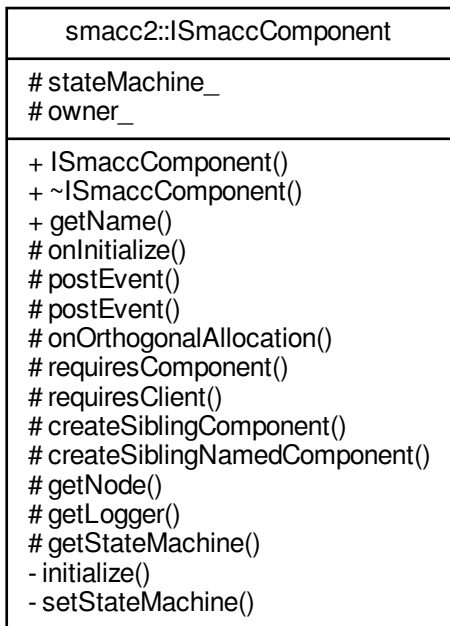 smacc2::ISmaccComponent
# stateMachine_
# owner_
+ ISmaccComponent()
+ ~ISmaccComponent()
+ getName()
# onInitialize()
# postEvent()
# postEvent()
# onOrthogonalAllocation()
# requiresComponent()
# requiresClient()
# createSiblingComponent()
# createSiblingNamedComponent()
# getNode()
# getLogger()
# getStateMachine()
- initialize()
- setStateMachine()